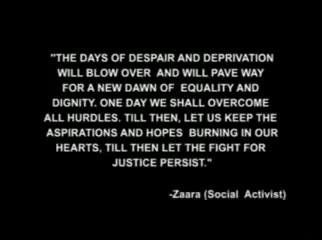 "THE DAYS OF DESPAIR AND DEPRIVATION
WILL BLOW OVER AND WILL PAVE WAY
FOR A NEW DAWN OF EQUALITY AND
DIGNITY. ONE DAY WE SHALL OVERCOME
ALL HURDLES. TILL THEN, LET US KEEP THE
ASPIRATIONS AND HOPES BURNING IN OUR
HEARTS, TILL THEN LET THE FIGHT FOR
JUSTICE PERSIST."
-Zaara (Social Activist)